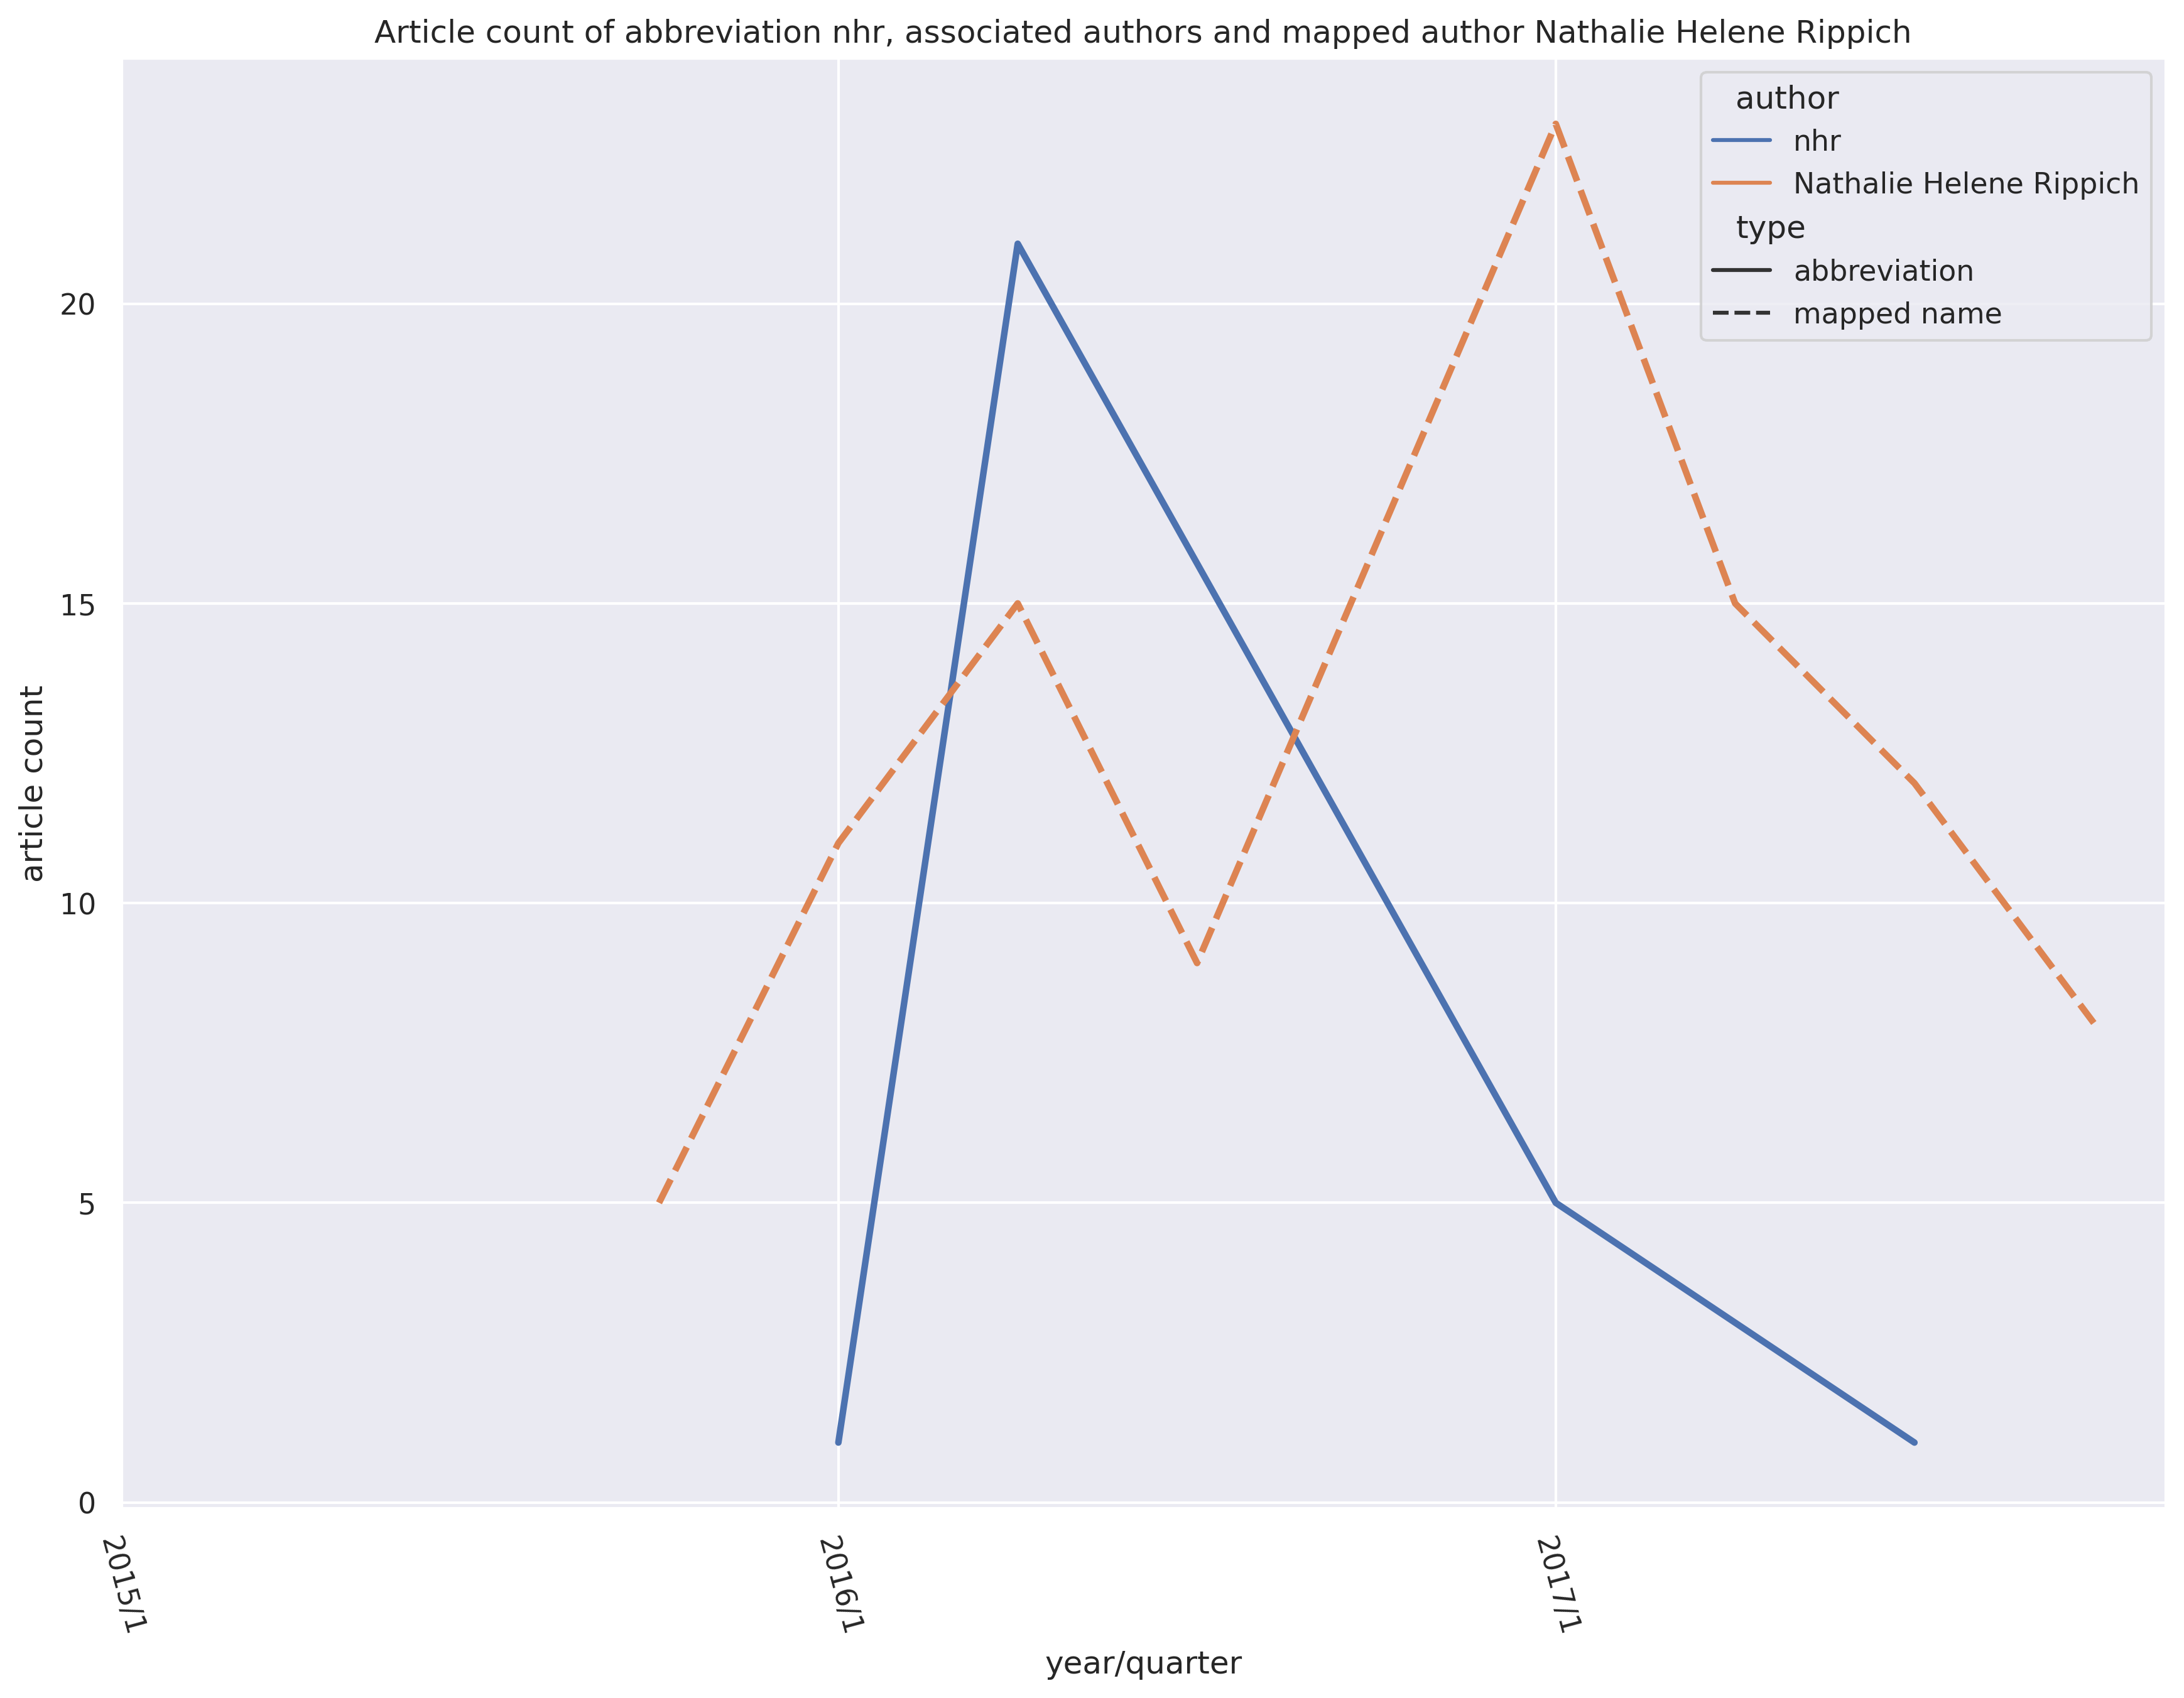 Article count of abbreviation nhr, associated authors and mapped author Nathalie Helene Rippich
author
nhr
Nathalie Helene Rippich
type
abbreviation
mapped name
article count
20
15
10
5
0
2015/1
2016/1
2017/1
year/quarter